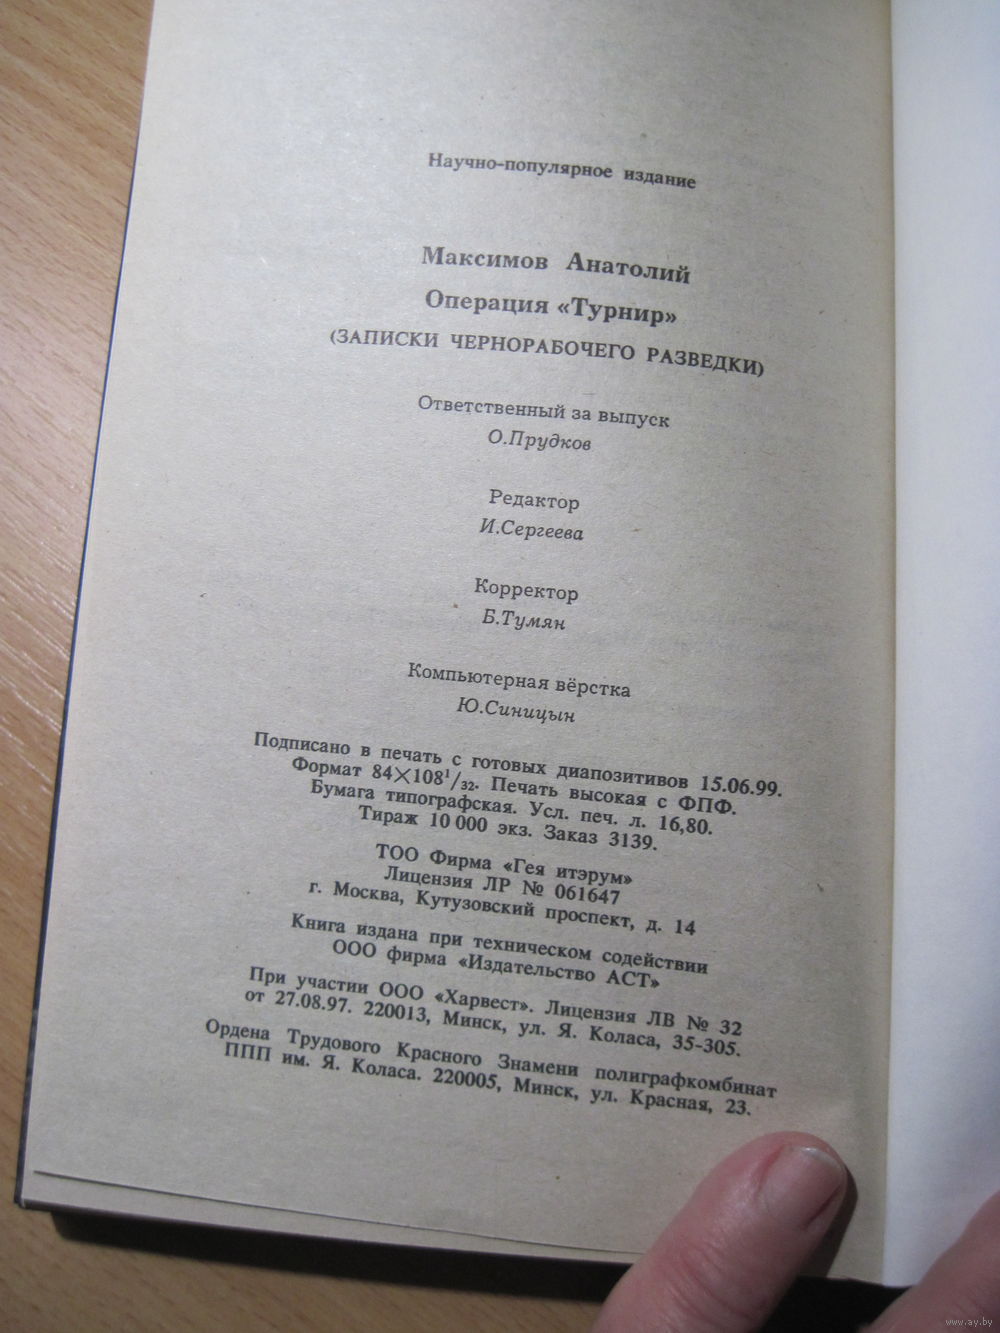 Научно-популярное издание
Максимов Анатолий
Операция «Турнир»
(ЗАПИСКИ ЧЕРНОРАБОЧЕГО РАЗВЕДКИ)
Ответственный за выпуск
О.Прудков
Редактор
И.Сергеева
Корректор
Б.Тумян
Компьютерная вёрстка
Ю.Синицын
Подписано в печать с готовых диапозитивов 15.06.99.
Формат 84×108¹/₃₂. Печать высокая с ФПФ.
Бумага типографская. Усл. печ. л. 16,80.
Тираж 10 000 экз. Заказ 3139.
ТОО Фирма «Гея итэрум»
Лицензия ЛР № 061647
г. Москва, Кутузовский проспект, д. 14
Книга издана при техническом содействии
ООО фирма «Издательство АСТ»
При участии ООО «Харвест». Лицензия ЛВ № 32
от 27.08.97. 220013, Минск, ул. Я. Коласа, 35-305.
Ордена Трудового Красного Знамени полиграфкомбинат
ППП им. Я. Коласа. 220005, Минск, ул. Красная, 23.
www.ay.by